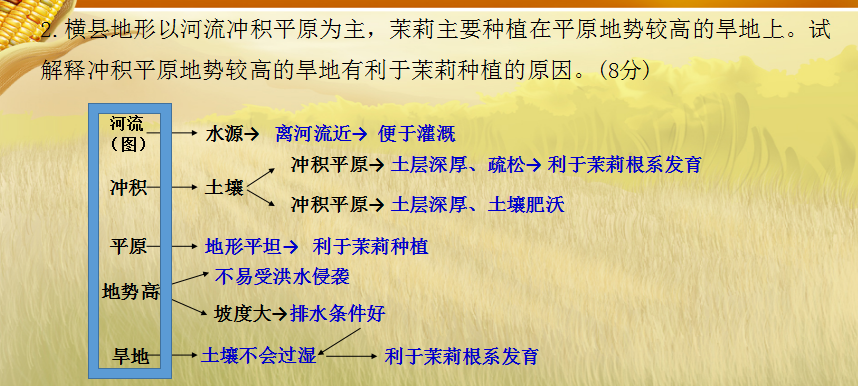 2.横县地形以河流冲积平原为主，茉莉主要种植在平原地势较高的旱地上。试
解释冲积平原地势较高的旱地有利于茉莉种植的原因。(8分)
河流
（图）
水源→ 离河流近→ 便于灌溉
冲积平原→ 土层深厚、疏松→ 利于茉莉根系发育
冲积
土壤
冲积平原→ 土层深厚、土壤肥沃
平原
地形平坦→ 利于茉莉种植
不易受洪水侵袭
地势高
坡度大→排水条件好
旱地
土壤不会过湿
利于茉莉根系发育